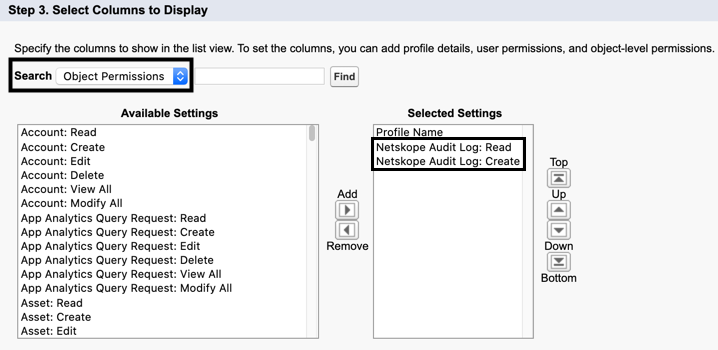 Step 3. Select Columns to Display
Specify the columns to show in the list view. To set the columns, you can add profile details, user permissions, and object-level permissions.
Search Object Permissions Find
Available Settings
Account: Read
Account: Create
Account: Edit
Account: Delete
Account: View All
Account: Modify All
App Analytics Query Request: Read
App Analytics Query Request: Create
App Analytics Query Request: Edit
App Analytics Query Request: Delete
App Analytics Query Request: View All
App Analytics Query Request: Modify All
Asset: Read
Asset: Create
Asset: Edit
Add
Remove
Selected Settings
Profile Name
Netskope Audit Log: Read
Netskope Audit Log: Create
Top
Up
Down
Bottom